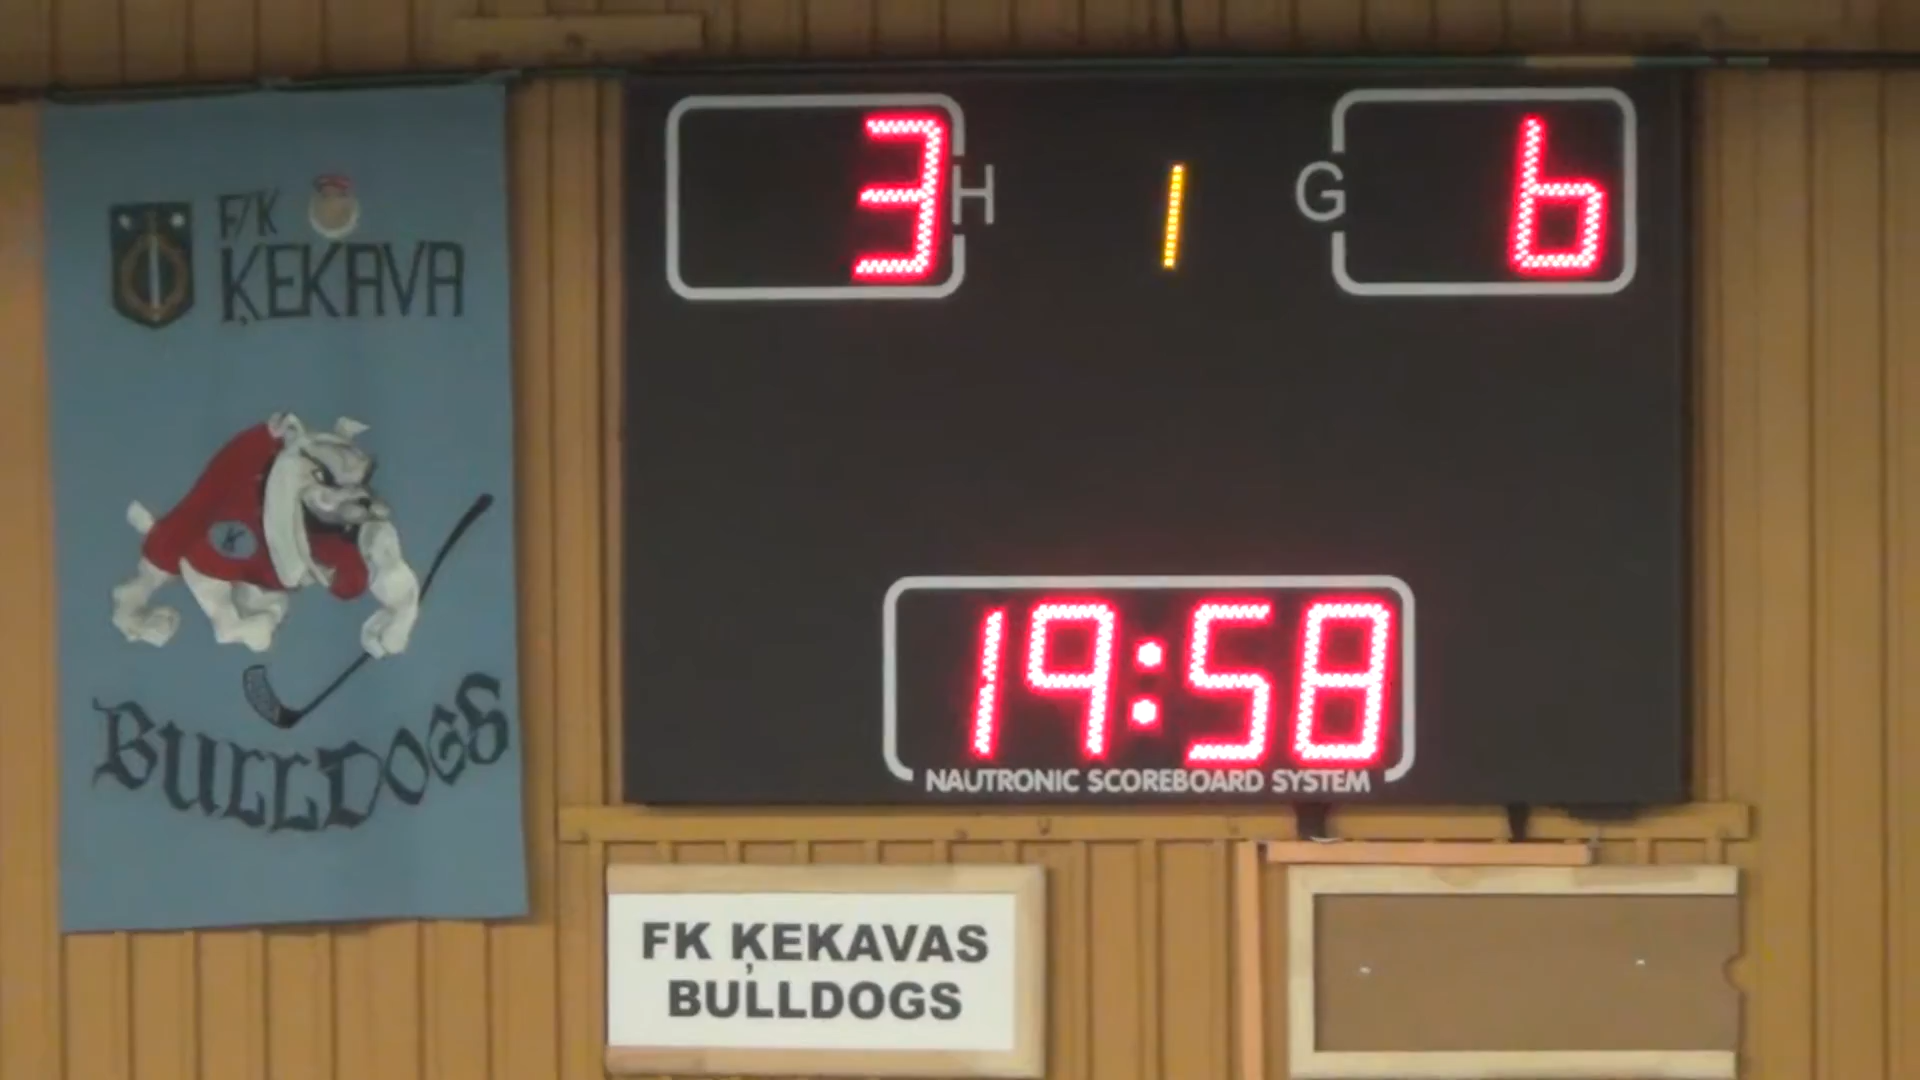 F/K
ĶEKAVA
BULLDOGS
3 H 1 G 6
19:58
NAUTRONIC SCOREBOARD SYSTEM
FK ĶEKAVAS
BULLDOGS